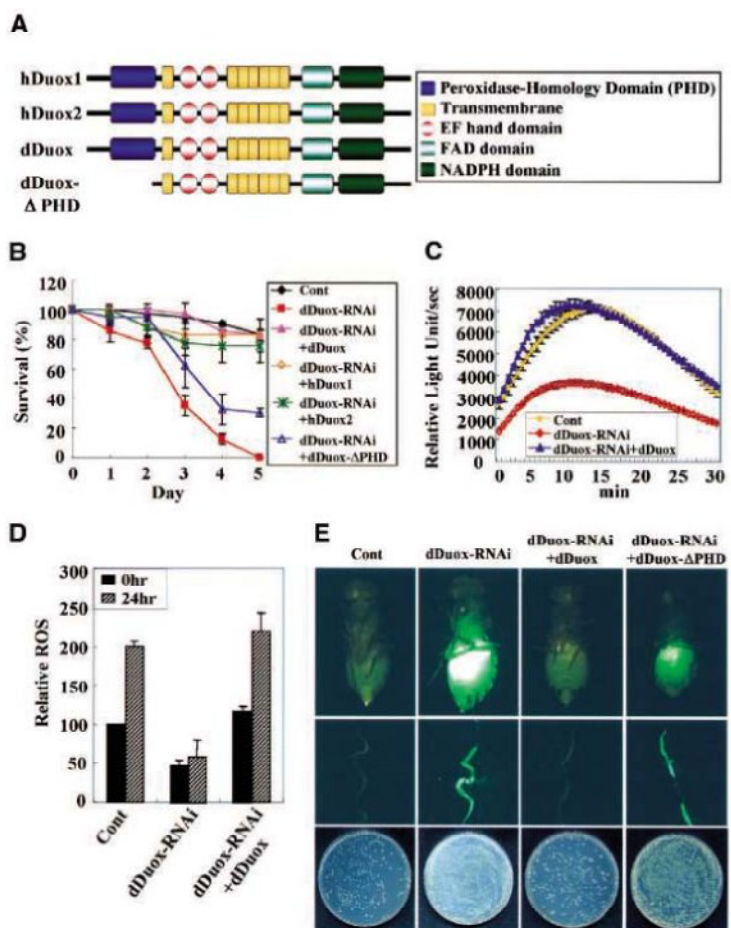 A
hDuox1
hDuox2
dDuox
dDuox-
Δ PHD
Peroxidase-Homology Domain (PHD)
Transmembrane
EF hand domain
FAD domain
NADPH domain
B
Survival (%)
120
100
80
60
40
20
0
0 1 2 3 4 5
Day
Cont
dDuox-RNAi
dDuox-RNAi
+dDuox
dDuox-RNAi
+hDuox1
dDuox-RNAi
+hDuox2
dDuox-RNAi
+dDuox-ΔPHD
C
Relative Light Unit/sec
8000
7000
6000
5000
4000
3000
2000
1000
0
0 5 10 15 20 25 30
min
Cont
dDuox-RNAi
dDuox-RNAi+dDuox
D
Relative ROS
300
250
200
150
100
50
0
0hr
24hr
Cont
dDuox-RNAi
dDuox-RNAi
+dDuox
E
Cont
dDuox-RNAi
dDuox-RNAi
+dDuox
dDuox-RNAi
+dDuox-ΔPHD